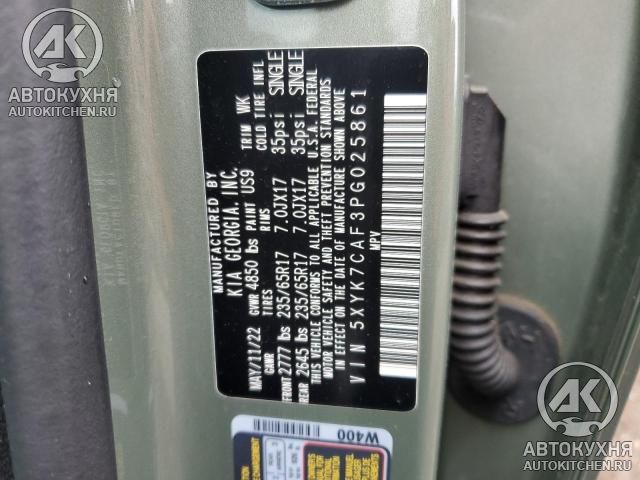 MANUFACTURED BY
KIA GEORGIA, INC.
MAY/11/22 GVWR 4850 lbs PAINT US9 TRIM WK
GAWR TIRES RIMS COLD TIRE INFL
FRONT 2777 lbs 235/65R17 7.0JX17 35psi SINGLE
REAR 2645 lbs 235/65R17 7.0JX17 35psi SINGLE
THIS VEHICLE CONFORMS TO ALL APPLICABLE U.S.A. FEDERAL
MOTOR VEHICLE SAFETY AND THEFT PREVENTION STANDARDS
IN EFFECT ON THE DATE OF MANUFACTURE SHOWN ABOVE
VIN 5XYK7CAF3PG025861
MPV
W400
AK
АВТОКУХНЯ
AUTOKITCHEN.RU
AK
АВТОКУХНЯ
AUTOKITCHEN.RU